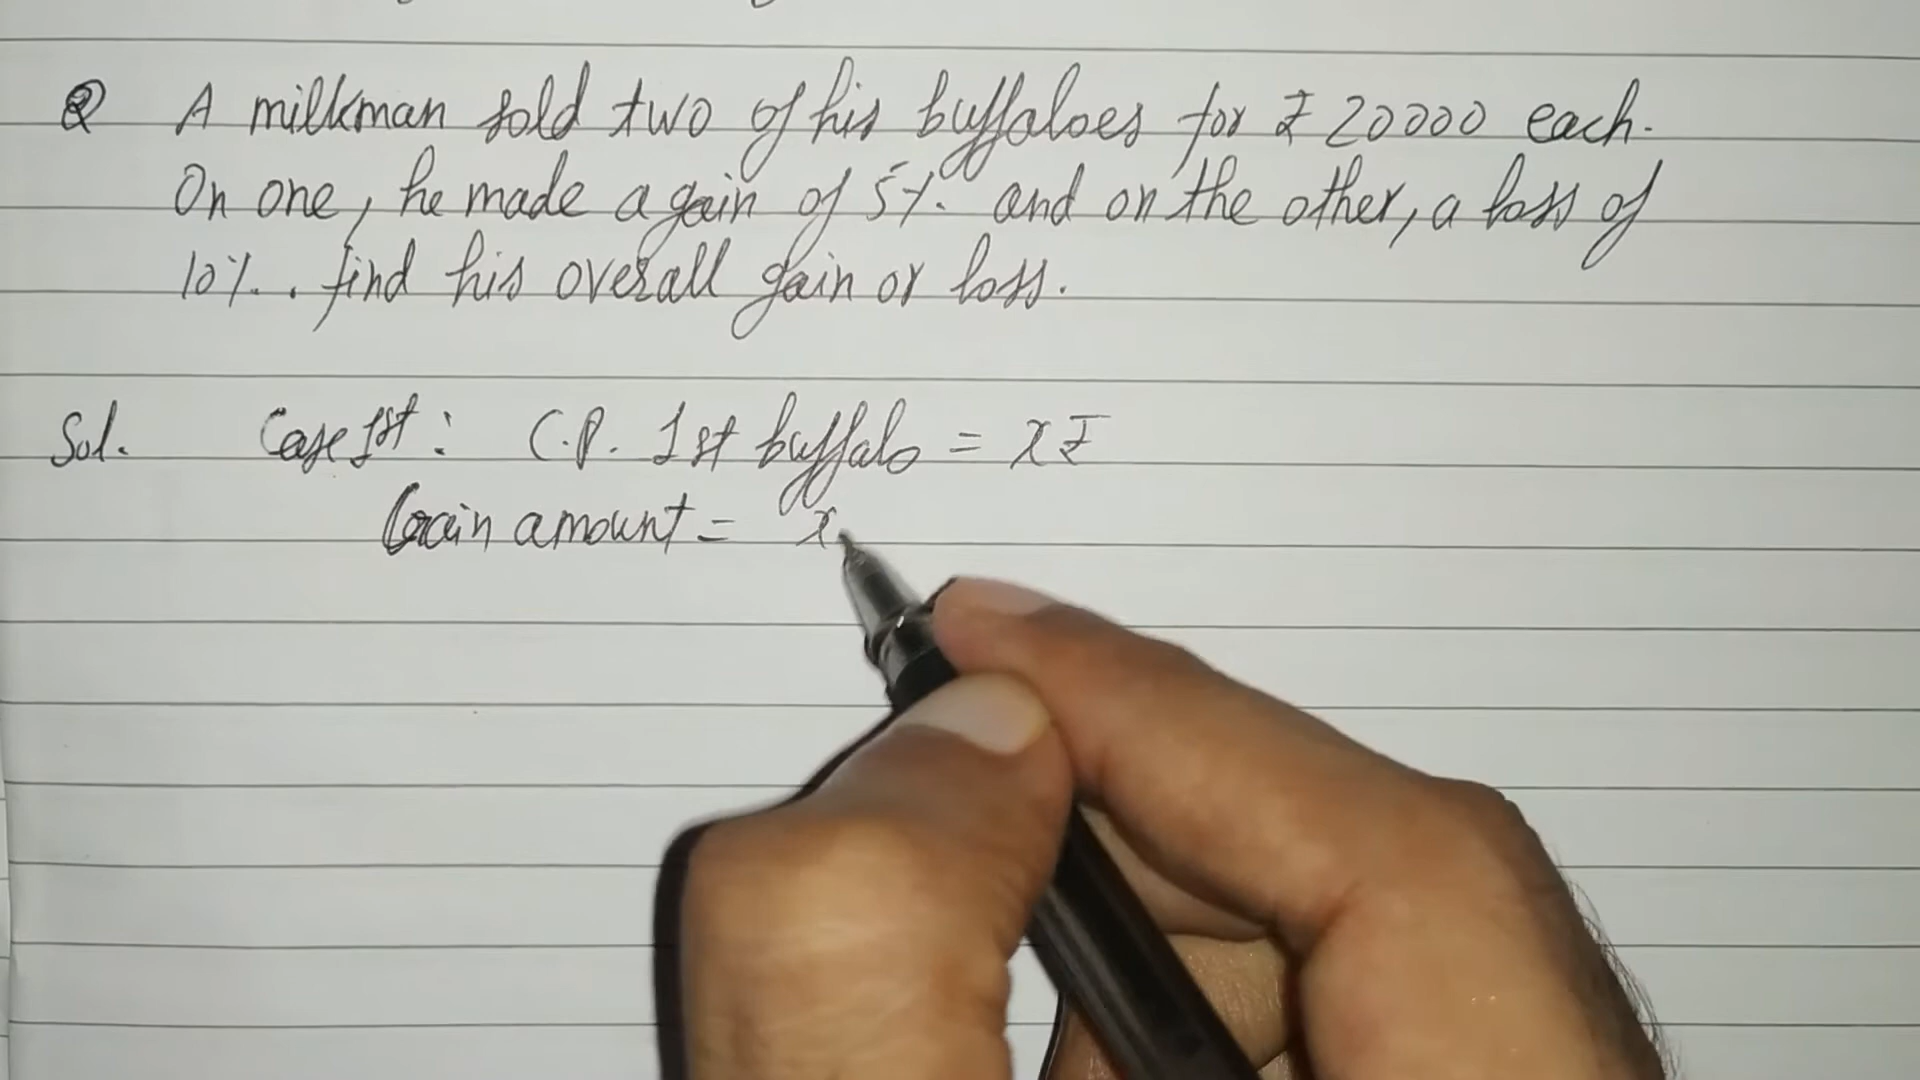 Q A milkman sold two of his buffaloes for ₹ 20000 each.
On one, he made a gain of 5%. and on the other, a loss of
10%. . find his overall gain or loss.
Sol. Case 1st : C.P. 1st buffalo = x ₹
Gain amount = x